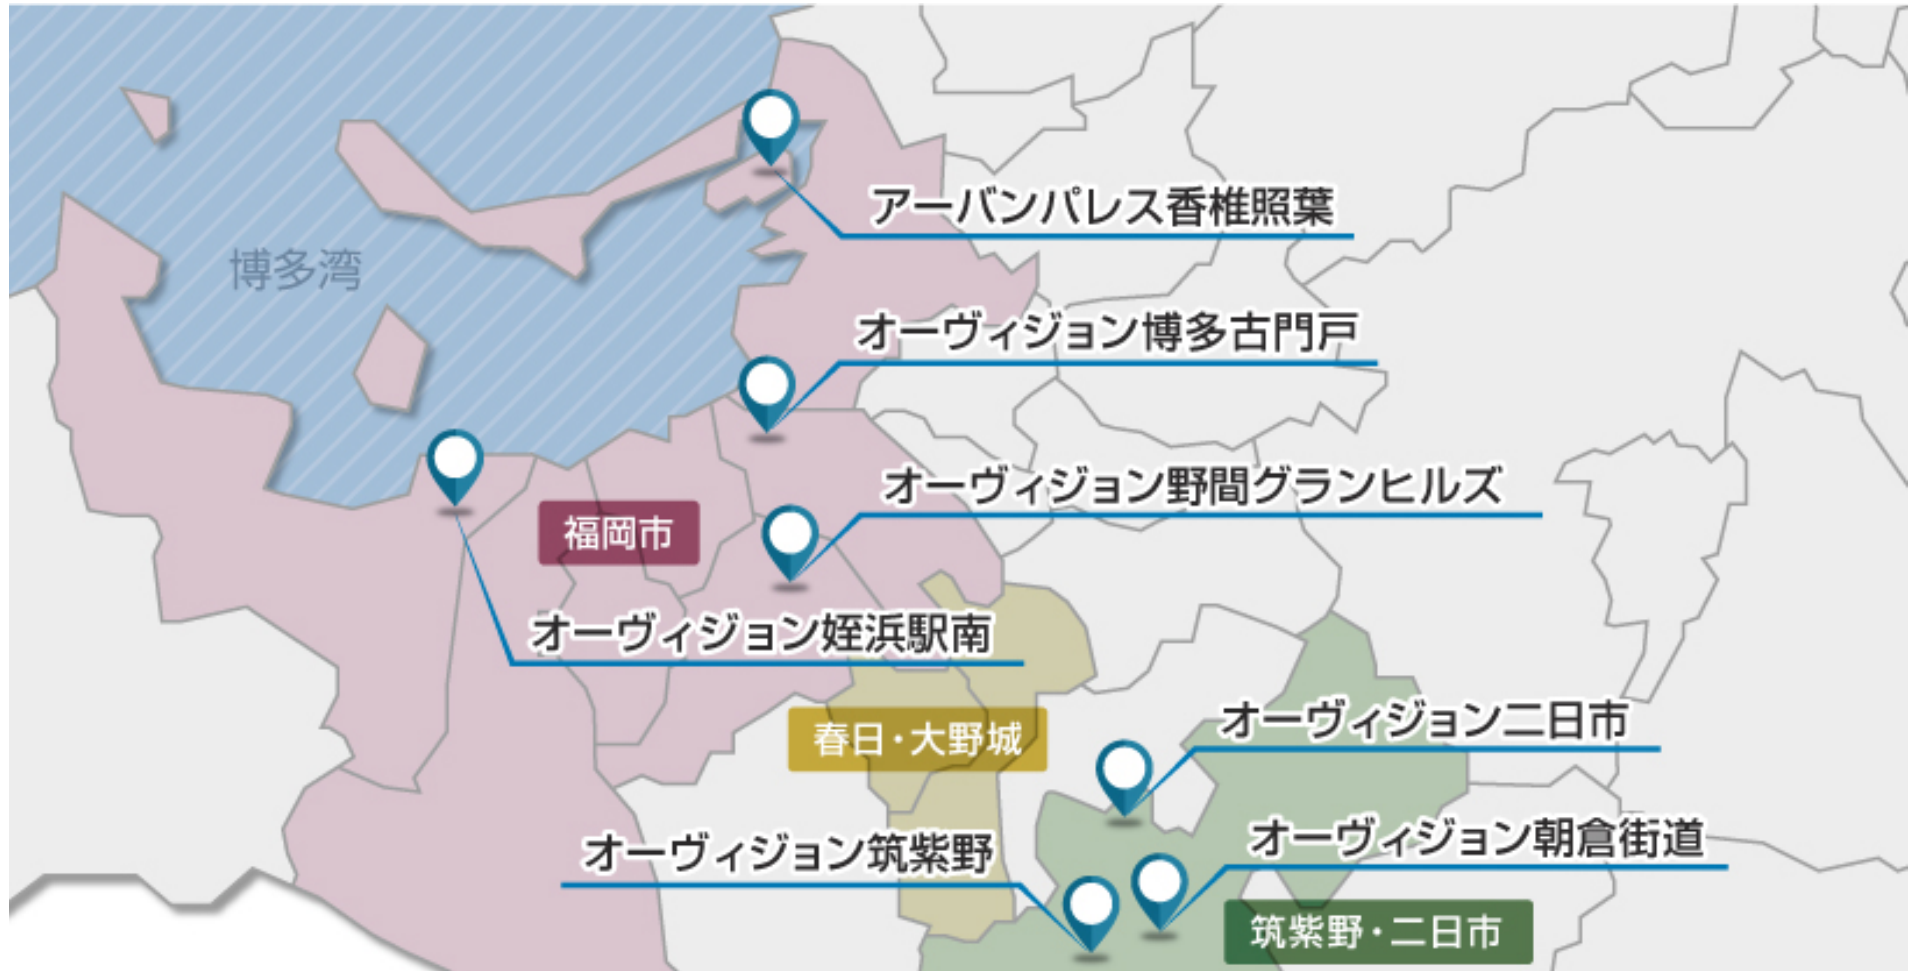 アーバンパレス香椎照葉
博多湾
オーヴィジョン博多古門戸
オーヴィジョン野間グランヒルズ
福岡市
オーヴィジョン姪浜駅南
オーヴィジョン二日市
春日・大野城
オーヴィジョン朝倉街道
オーヴィジョン筑紫野
筑紫野・二日市